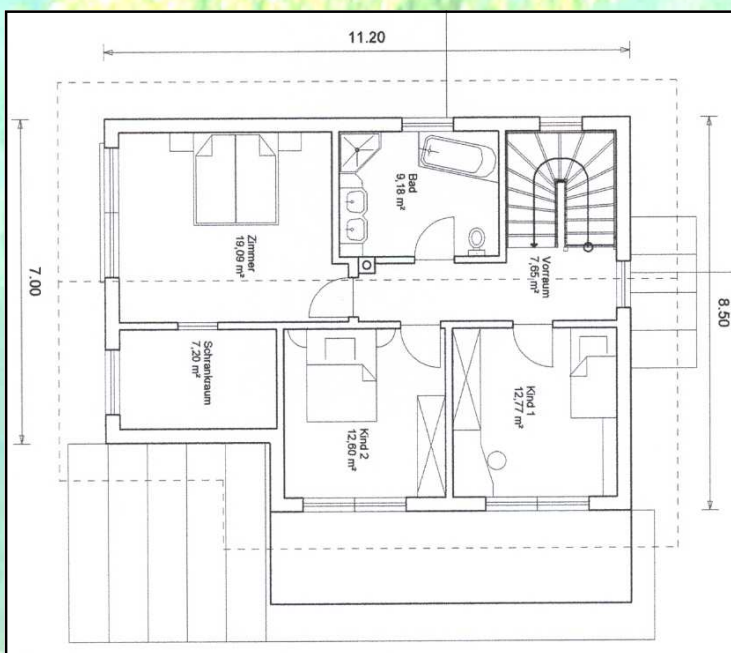 11.20
7.00
8.50
Zimmer
19,09 m²
Bad
9,18 m²
Vorraum
7,65 m²
Schrankraum
7,20 m²
Kind 2
12,60 m²
Kind 1
12,77 m²